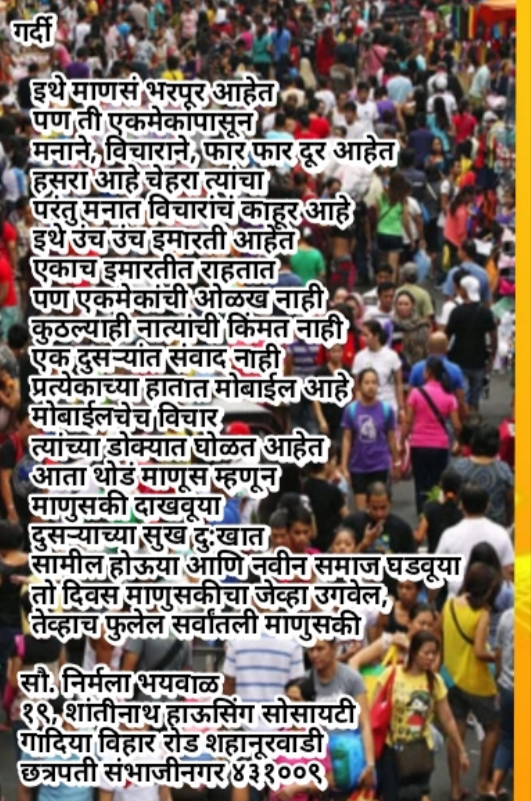 गर्दी
इथे माणसं भरपूर आहेत
पण ती एकमेकांपासून
मनाने, विचाराने, फार फार दूर आहेत
हसरा आहे चेहरा त्यांचा
परंतु मनात विचारांचं काहूर आहे
इथे उंच उंच इमारती आहेत
एकाच इमारतीत राहतात
पण एकमेकांची ओळख नाही
कुठल्याही नात्यांची किंमत नाही
एक दुसऱ्यांत संवाद नाही
प्रत्येकाच्या हातात मोबाईल आहे
मोबाईलचेच विचार
त्यांच्या डोक्यात घोळत आहेत
आता थोडं माणूस म्हणून
माणुसकी दाखवूया
दुसऱ्याच्या सुख दुःखात
सामील होऊया आणि नवीन समाज घडवूया
तो दिवस माणुसकीचा जेव्हा उगवेल,
तेव्हाच फुलेल सर्वांतली माणुसकी
सौ. निर्मला भयवाळ
१९, शांतीनाथ हाऊसिंग सोसायटी
गादिया विहार रोड शहानूरवाडी
छत्रपती संभाजीनगर ४३१००९